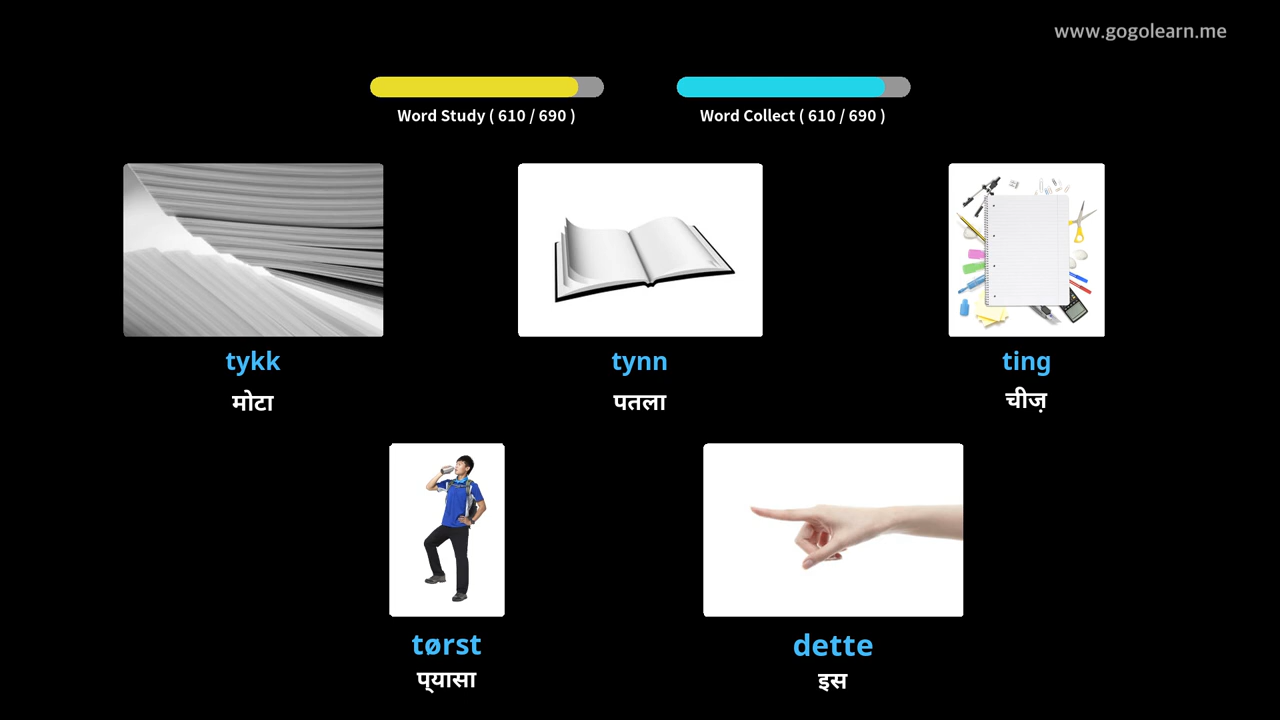 www.gogolearn.me
Word Study ( 610 / 690 )
Word Collect ( 610 / 690 )
tykk
मोटा
tynn
पतला
ting
चीज़
tørst
प्यासा
dette
इस